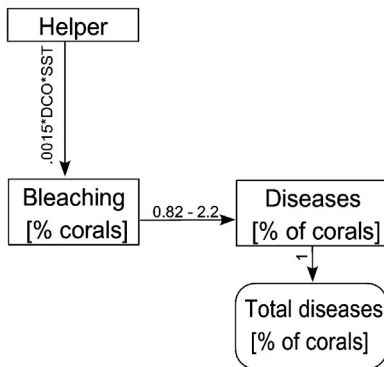 Helper
.0015*DCO*SST
Bleaching
[% corals]
0.82 - 2.2
Diseases
[% of corals]
1
Total diseases
[% of corals]